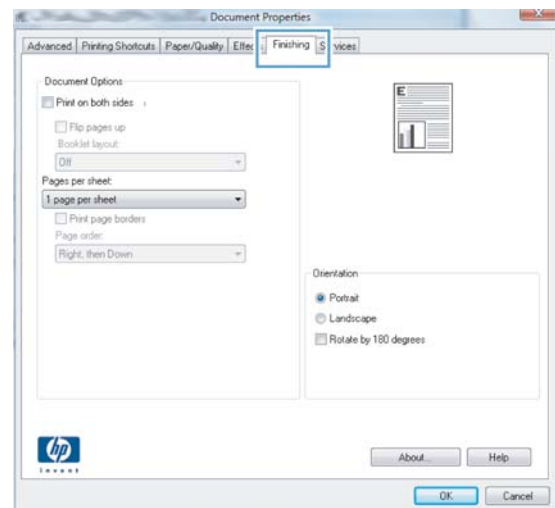 Document Properties
Advanced Printing Shortcuts Paper/Quality Finishing
Document Options
Print on both sides
Flip pages up
Booklet layout:
Off
Pages per sheet:
1 page per sheet
Print page borders
Page order:
Right, then Down
E
Orientation
Portrait
Landscape
Rotate by 180 degrees
hp
invent
About... Help
OK Cancel